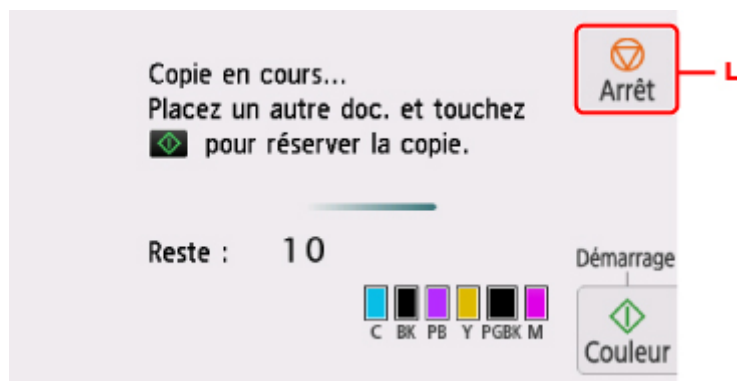 Copie en cours...
Placez un autre doc. et touchez
pour réserver la copie.
Arrêt
L
Reste : 10
C BK PB Y PGBK M
Démarrage
Couleur